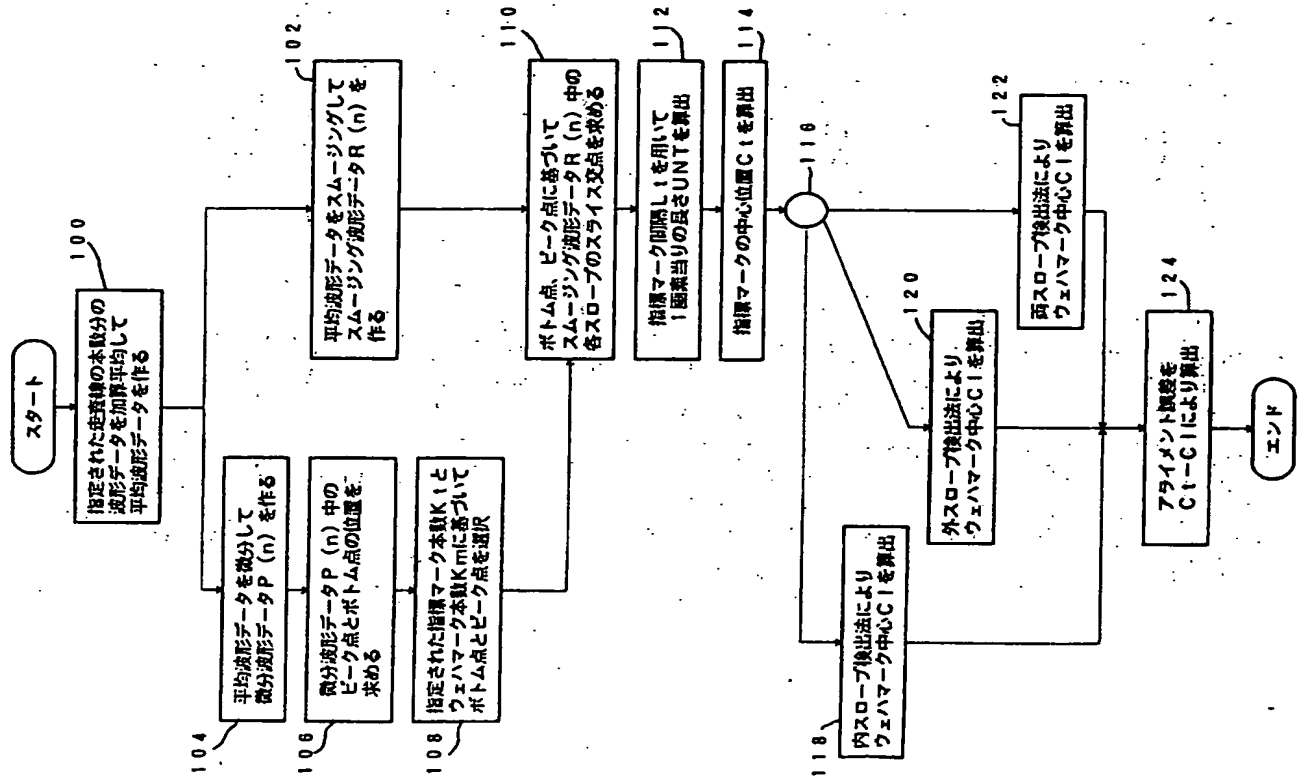 スタート
100
指定された走査線の本数分の
波形データを加算平均して
平均波形データを作る
102
平均波形データをスムージングして
スムージング波形データR(n)を
作る
104
平均波形データを微分して
微分波形データP(n)を作る
106
微分波形データP(n)中の
ピーク点とボトム点の位置を
求める
108
指定された指標マーク本数Ktと
ウェハマーク本数Kmに基づいて
ボトム点とピーク点を選択
110
ボトム点、ピーク点に基づいて
スムージング波形データR(n)中の
各スロープのスライス交点を求める
112
指標マーク間隔Ltを用いて
1画素当りの長さUNTを算出
114
指標マークの中心位置Ctを算出
116
118
内スロープ検出法により
ウェハマーク中心Clを算出
120
外スロープ検出法により
ウェハマーク中心Clを算出
122
両スロープ検出法により
ウェハマーク中心Clを算出
124
アライメント誤差を
Ct-Clにより算出
エンド